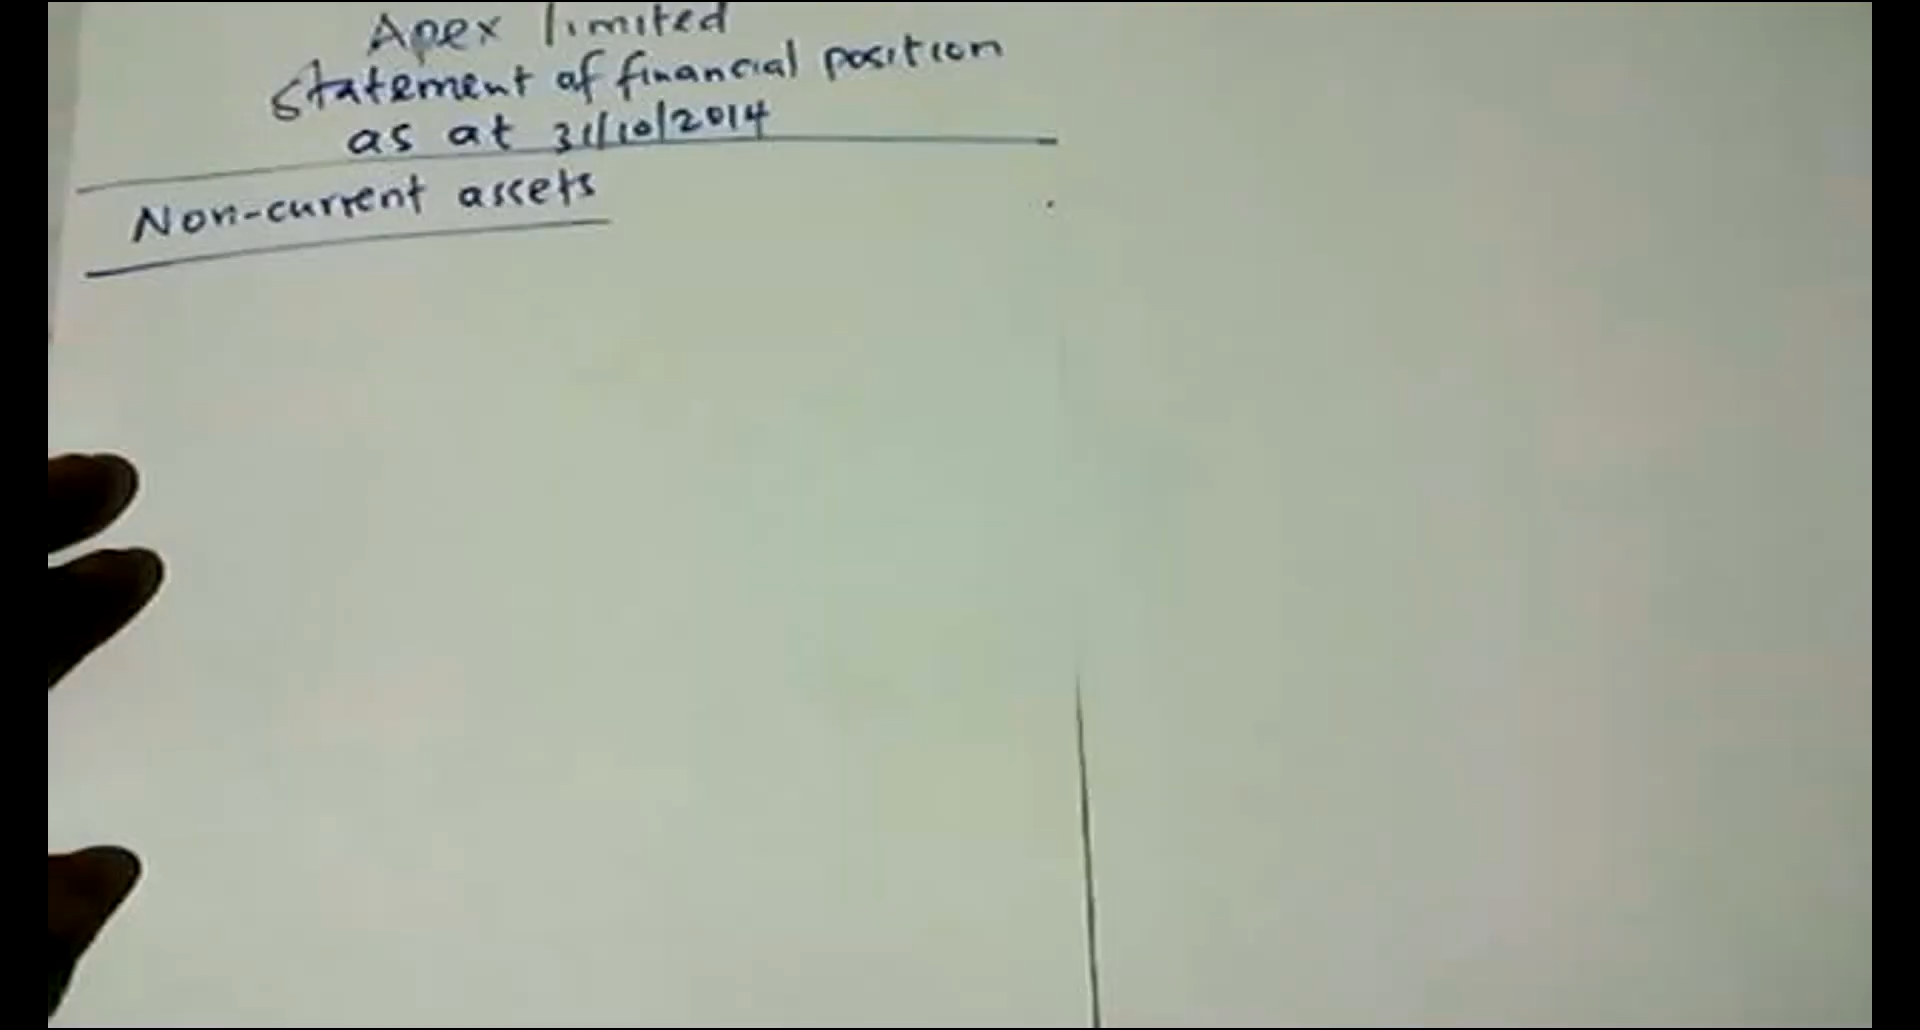 Apex limited
Statement of financial position
as at 31/10/2014
Non-current assets